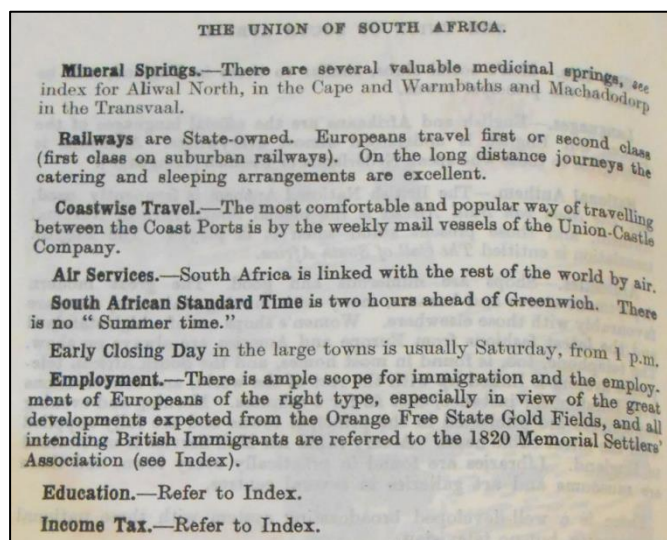 THE UNION OF SOUTH AFRICA.
Mineral Springs.—There are several valuable medicinal springs, see
index for Aliwal North, in the Cape and Warmbaths and Machadodorp
in the Transvaal.
Railways are State-owned. Europeans travel first or second class
(first class on suburban railways). On the long distance journeys the
catering and sleeping arrangements are excellent.
Coastwise Travel.—The most comfortable and popular way of travelling
between the Coast Ports is by the weekly mail vessels of the Union-Castle
Company.
Air Services.—South Africa is linked with the rest of the world by air.
South African Standard Time is two hours ahead of Greenwich. There
is no “ Summer time.”
Early Closing Day in the large towns is usually Saturday, from 1 p.m.
Employment.—There is ample scope for immigration and the employ-
ment of Europeans of the right type, especially in view of the great
developments expected from the Orange Free State Gold Fields, and all
intending British Immigrants are referred to the 1820 Memorial Settlers’
Association (see Index).
Education.—Refer to Index.
Income Tax.—Refer to Index.